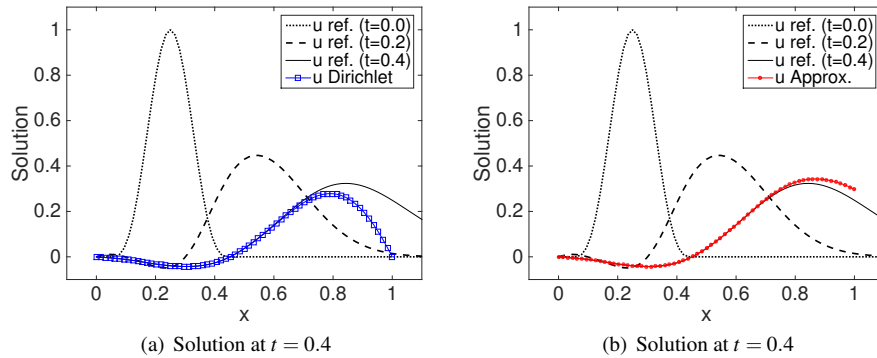 u ref. (t=0.0)
u ref. (t=0.2)
u ref. (t=0.4)
u Dirichlet
1
0.8
0.6
0.4
0.2
0
Solution
0 0.2 0.4 0.6 0.8 1
x
(a) Solution at t = 0.4
u ref. (t=0.0)
u ref. (t=0.2)
u ref. (t=0.4)
u Approx.
1
0.8
0.6
0.4
0.2
0
Solution
0 0.2 0.4 0.6 0.8 1
x
(b) Solution at t = 0.4